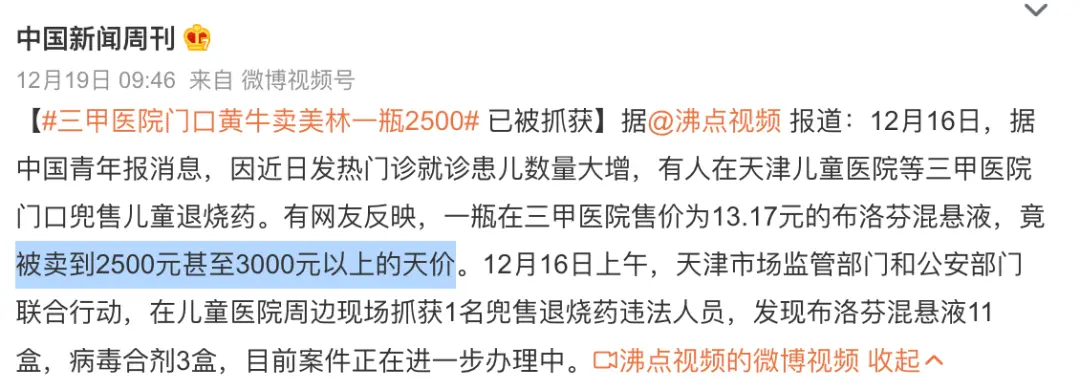 中国新闻周刊
12月19日 09:46 来自 微博视频号
【#三甲医院门口黄牛卖美林一瓶2500# 已被抓获】据@沸点视频 报道：12月16日，据
中国青年报消息，因近日发热门诊就诊患儿数量大增，有人在天津儿童医院等三甲医院
门口兜售儿童退烧药。有网友反映，一瓶在三甲医院售价为13.17元的布洛芬混悬液，竟
被卖到2500元甚至3000元以上的天价。12月16日上午，天津市场监管部门和公安部门
联合行动，在儿童医院周边现场抓获1名兜售退烧药违法人员，发现布洛芬混悬液11
盒，病毒合剂3盒，目前案件正在进一步办理中。沸点视频的微博视频 收起